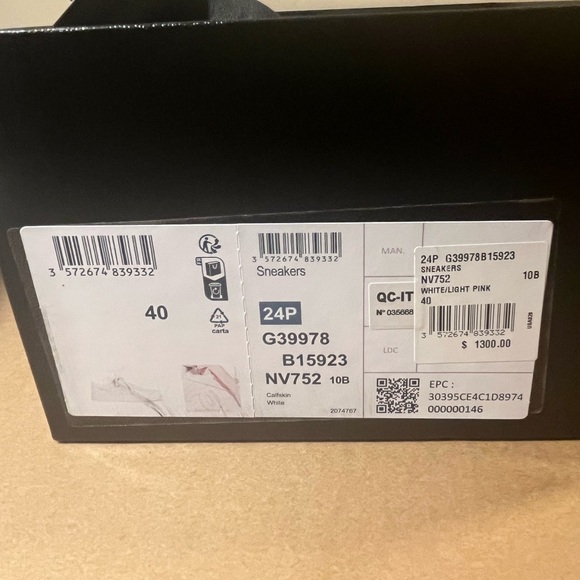 3 572674 839332
40
21
PAP
carta
3 572674 839332
Sneakers
24P
G39978
B15923
NV752 10B
Calfskin
White
2074767
MAN.
QC-IT
N° 035668
LDC
24P G39978B15923
SNEAKERS
NV752 10B
WHITE/LIGHT PINK
40
3 572674 839332
$ 1300.00
EPC :
30395CE4C1D8974
000000146